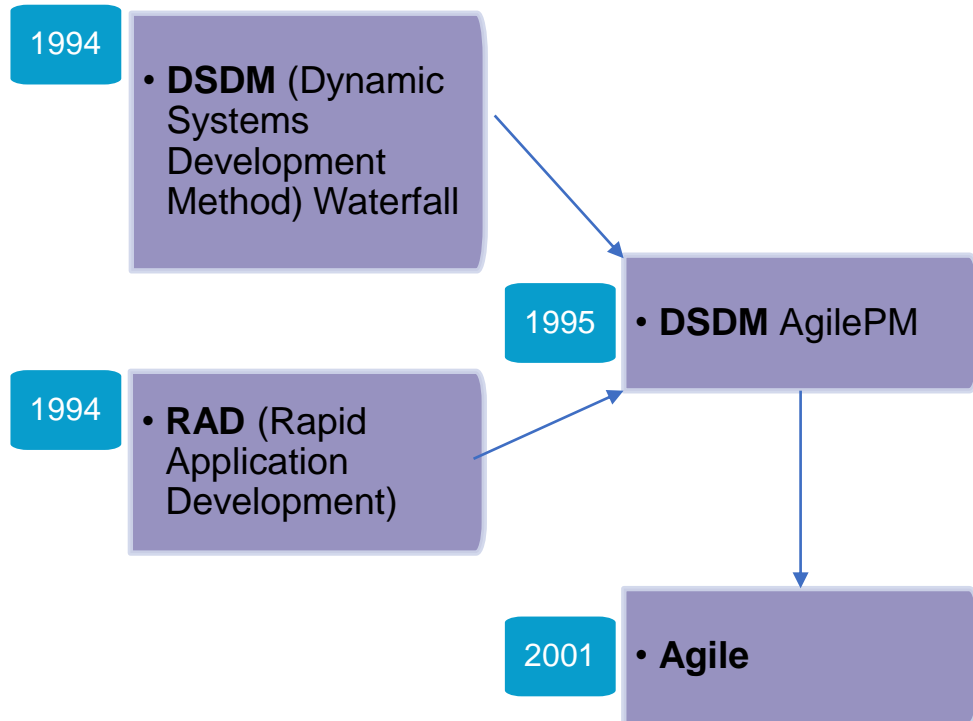 1994
• DSDM (Dynamic
Systems
Development
Method) Waterfall
1995
• DSDM AgilePM
1994
• RAD (Rapid
Application
Development)
2001
• Agile